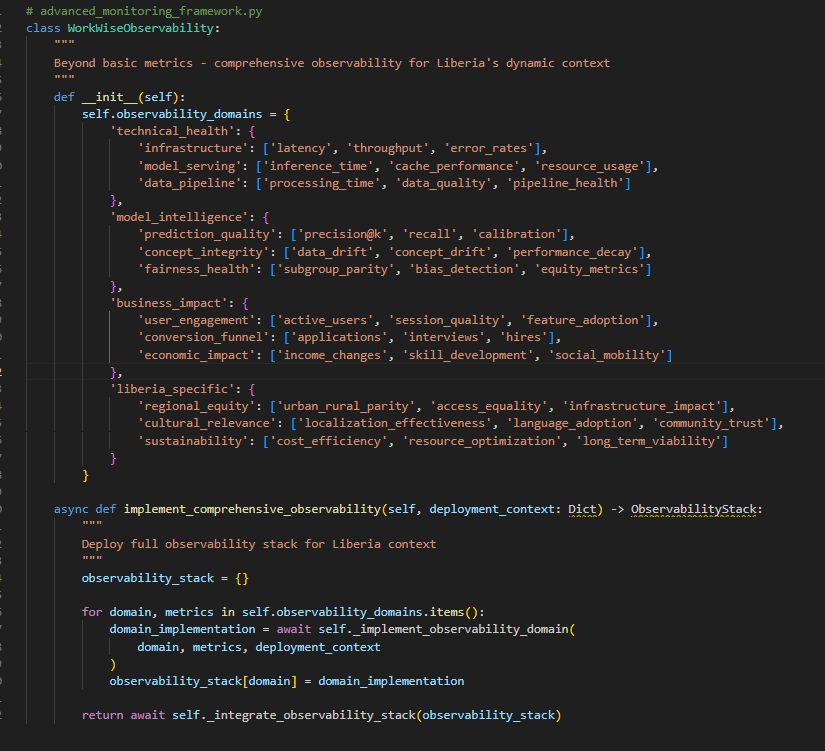 # advanced_monitoring_framework.py
class WorkWiseObservability:
    """
    Beyond basic metrics - comprehensive observability for Liberia's dynamic context
    """
    def __init__(self):
        self.observability_domains = {
            'technical_health': {
                'infrastructure': ['latency', 'throughput', 'error_rates'],
                'model_serving': ['inference_time', 'cache_performance', 'resource_usage'],
                'data_pipeline': ['processing_time', 'data_quality', 'pipeline_health']
            },
            'model_intelligence': {
                'prediction_quality': ['precision@k', 'recall', 'calibration'],
                'concept_integrity': ['data_drift', 'concept_drift', 'performance_decay'],
                'fairness_health': ['subgroup_parity', 'bias_detection', 'equity_metrics']
            },
            'business_impact': {
                'user_engagement': ['active_users', 'session_quality', 'feature_adoption'],
                'conversion_funnel': ['applications', 'interviews', 'hires'],
                'economic_impact': ['income_changes', 'skill_development', 'social_mobility']
            },
            'liberia_specific': {
                'regional_equity': ['urban_rural_parity', 'access_equality', 'infrastructure_impact'],
                'cultural_relevance': ['localization_effectiveness', 'language_adoption', 'community_trust'],
                'sustainability': ['cost_efficiency', 'resource_optimization', 'long_term_viability']
            }
        }

    async def implement_comprehensive_observability(self, deployment_context: Dict) -> ObservabilityStack:
        """
        Deploy full observability stack for Liberia context
        """
        observability_stack = {}

        for domain, metrics in self.observability_domains.items():
            domain_implementation = await self._implement_observability_domain(
                domain, metrics, deployment_context
            )
            observability_stack[domain] = domain_implementation

        return await self._integrate_observability_stack(observability_stack)